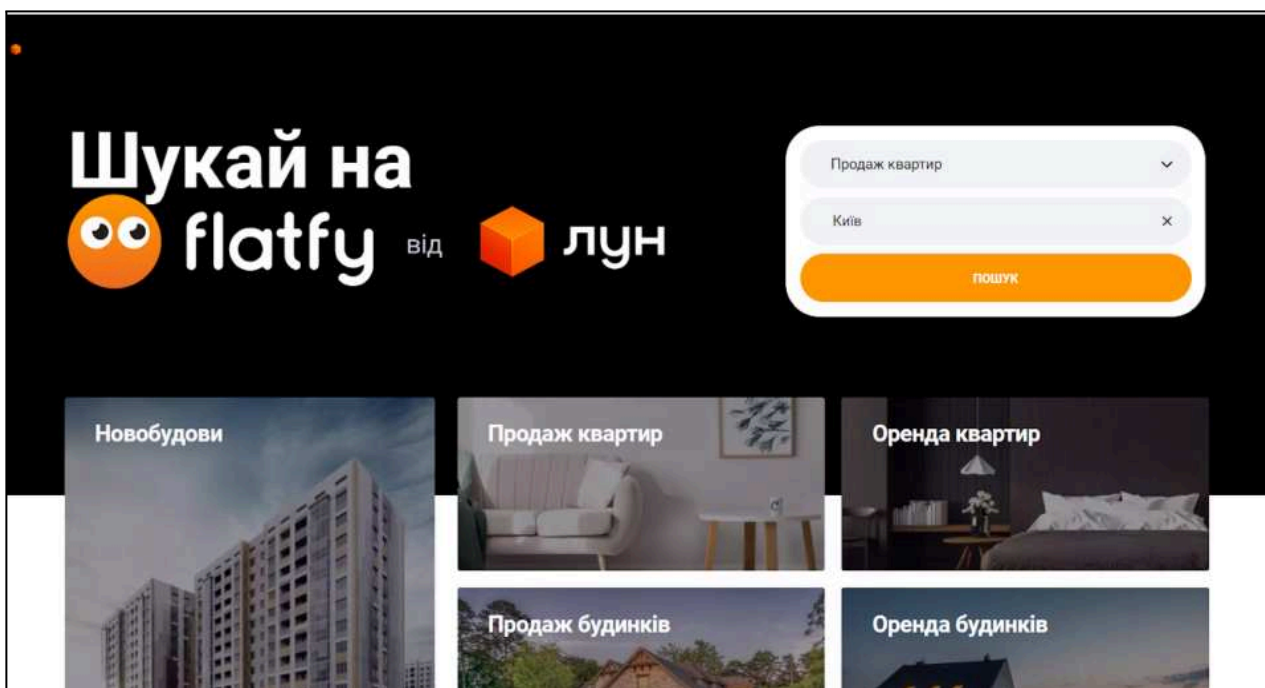 Шукай на
flatfy від лун
Продаж квартир
Київ
ПОШУК
Новобудови
Продаж квартир
Оренда квартир
Продаж будинків
Оренда будинків